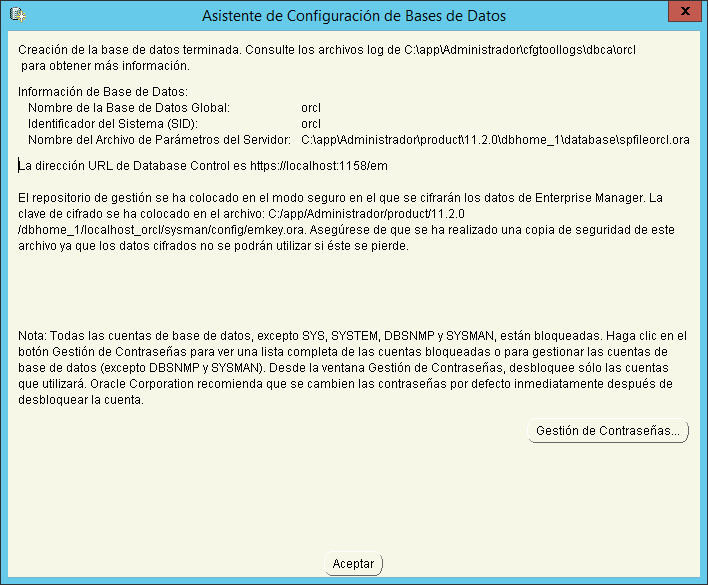 Asistente de Configuración de Bases de Datos
X
Creación de la base de datos terminada. Consulte los archivos log de C:\app\Administrador\cfgtoollogs\dbca\orcl
para obtener más información.
Información de Base de Datos:
Nombre de la Base de Datos Global: orcl
Identificador del Sistema (SID): orcl
Nombre del Archivo de Parámetros del Servidor: C:\app\Administrador\product\11.2.0\dbhome_1\database\spfileorcl.ora
La dirección URL de Database Control es https://localhost:1158/em
El repositorio de gestión se ha colocado en el modo seguro en el que se cifrarán los datos de Enterprise Manager. La
clave de cifrado se ha colocado en el archivo: C:/app/Administrador/product/11.2.0
/dbhome_1/localhost_orcl/sysman/config/emkey.ora. Asegúrese de que se ha realizado una copia de seguridad de este
archivo ya que los datos cifrados no se podrán utilizar si éste se pierde.
Nota: Todas las cuentas de base de datos, excepto SYS, SYSTEM, DBSNMP y SYSMAN, están bloqueadas. Haga clic en el
botón Gestión de Contraseñas para ver una lista completa de las cuentas bloqueadas o para gestionar las cuentas de
base de datos (excepto DBSNMP y SYSMAN). Desde la ventana Gestión de Contraseñas, desbloquee sólo las cuentas
que utilizará. Oracle Corporation recomienda que se cambien las contraseñas por defecto inmediatamente después de
desbloquear la cuenta.
Gestión de Contraseñas...
Aceptar